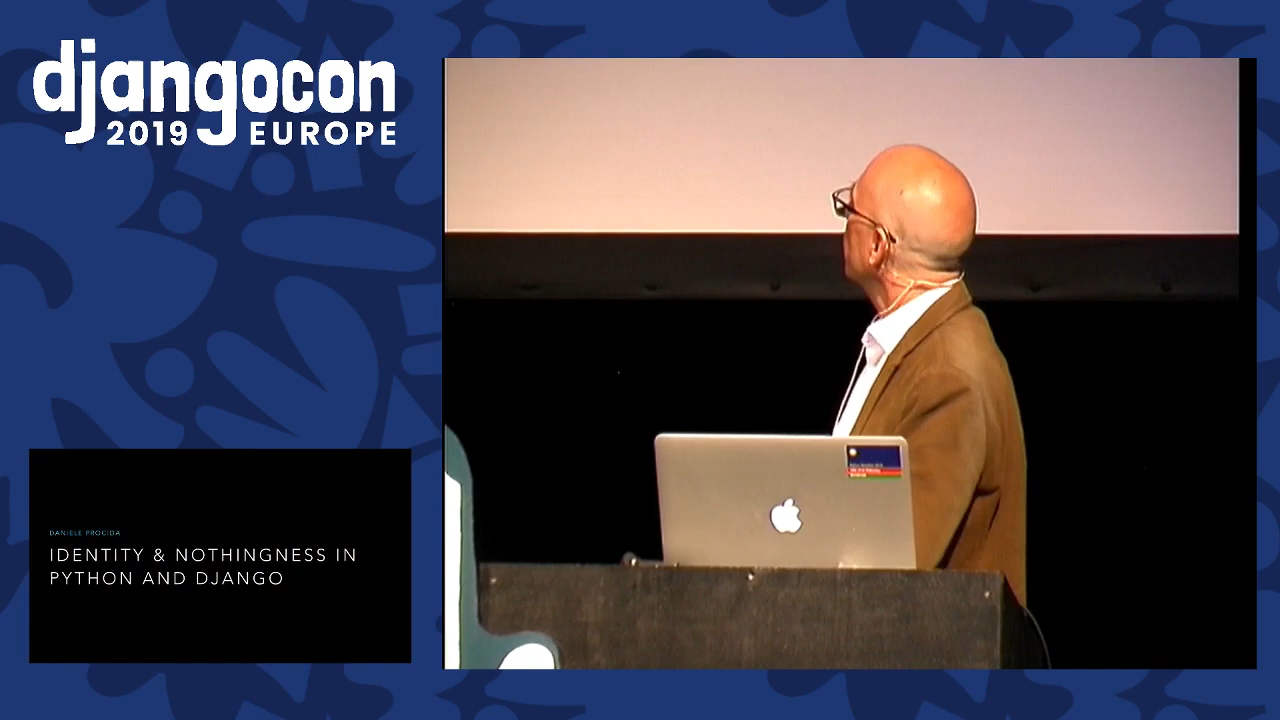 djangocon
2019 EUROPE
DANIELE PROCIDA
IDENTITY & NOTHINGNESS IN
PYTHON AND DJANGO